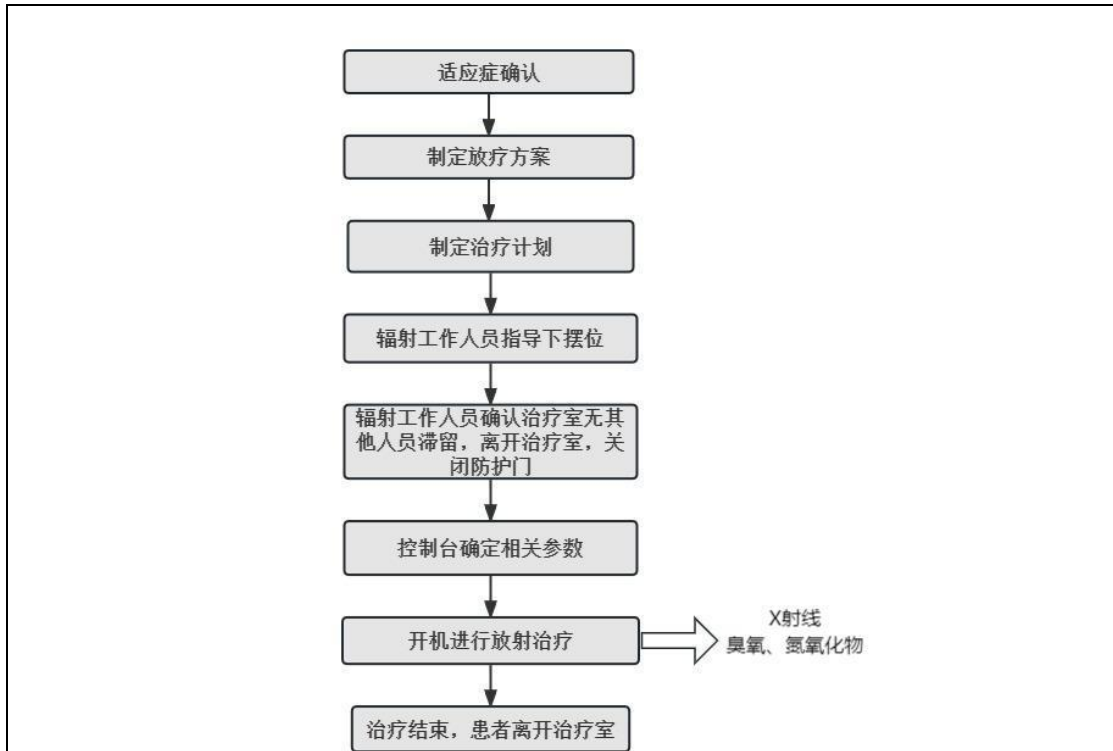 适应症确认
制定放疗方案
制定治疗计划
辐射工作人员指导下摆位
辐射工作人员确认治疗室无其
他人员滞留，离开治疗室，关
闭防护门
控制台确定相关参数
开机进行放射治疗
X射线
臭氧、氮氧化物
治疗结束，患者离开治疗室